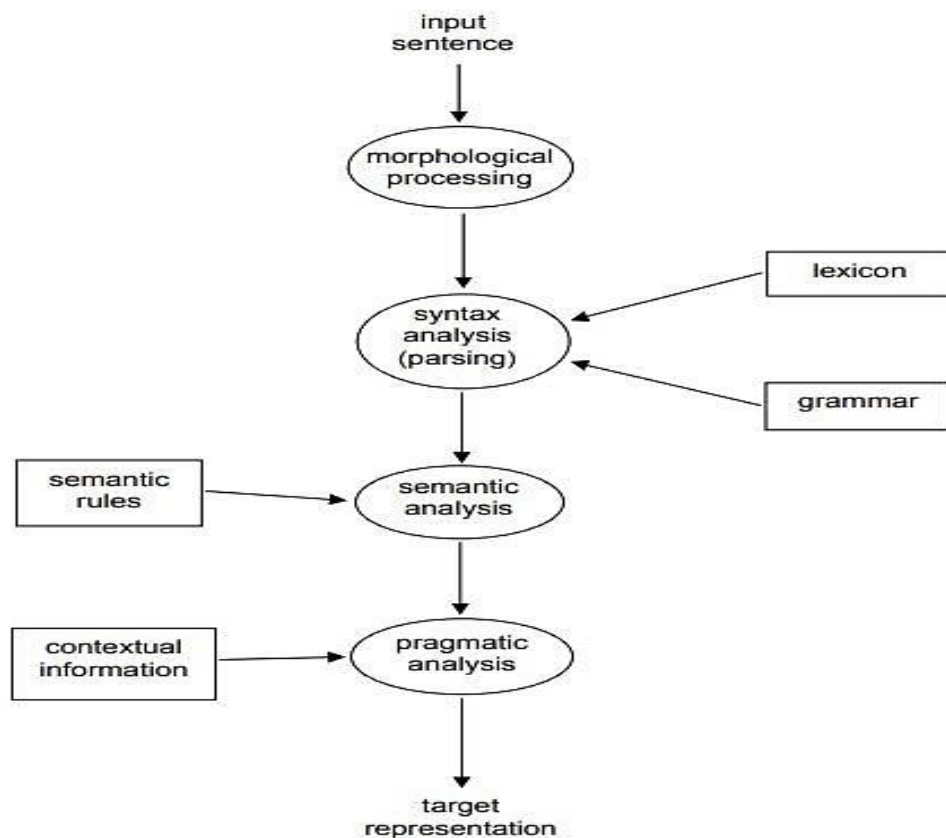 input
sentence
morphological
processing
lexicon
syntax
analysis
(parsing)
grammar
semantic
rules
semantic
analysis
contextual
information
pragmatic
analysis
target
representation